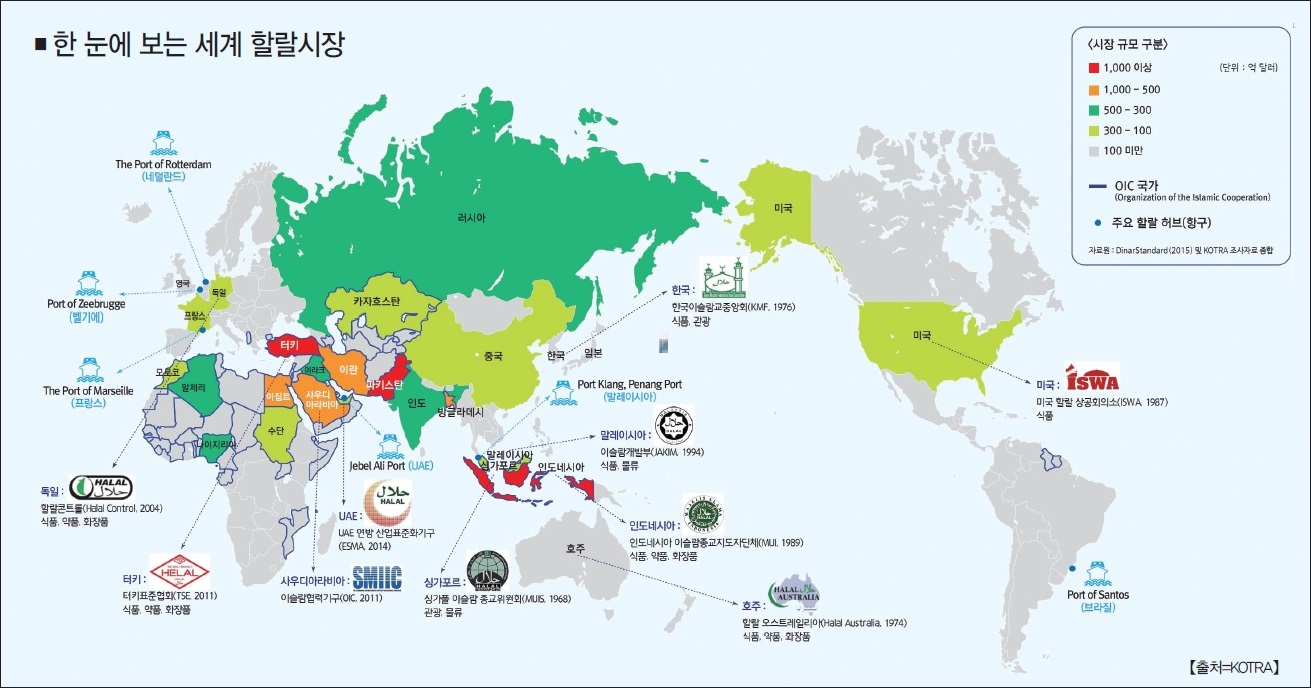 ■ 한 눈에 보는 세계 할랄시장
〈시장 규모 구분〉
1,000 이상
(단위 : 억 달러)
1,000 – 500
500 – 300
300 – 100
100 미만
OIC 국가
(Organization of the Islamic Cooperation)
주요 할랄 허브(항구)
자료원 : DinarStandard(2015) 및 KOTRA 조사자료 종합
The Port of Rotterdam
(네덜란드)
Port of Zeebrugge
(벨기에)
The Port of Marseille
(프랑스)
영국
독일
프랑스
러시아
카자흐스탄
터키
이라크
이란
파키스탄
중국
한국
일본
미국
미국
모로코
알제리
이집트
사우디
아라비아
인도
방글라데시
수단
나이지리아
말레이시아
싱가포르
인도네시아
호주
한국 :
한국이슬람교중앙회(KMF, 1976)
식품, 관광
Port Klang, Penang Port
(말레이시아)
미국 :
ISWA
미국 할랄 상공회의소(ISWA, 1987)
식품
말레이시아 :
이슬람개발부(JAKIM, 1994)
식품, 물류
Jebel Ali Port (UAE)
독일 :
HALAL
حلال
할랄콘트롤(Halal Control, 2004)
식품, 약품, 화장품
UAE :
حلال
HALAL
UAE 연방 산업표준화기구
(ESMA, 2014)
인도네시아 :
인도네시아 이슬람종교지도자단체(MUI, 1989)
식품, 약품, 화장품
터키 :
HELAL
터키표준협회(TSE, 2011)
식품, 약품, 화장품
사우디아라비아 :
SMIIC
이슬람협력기구(OIC, 2011)
싱가포르 :
싱가폴 이슬람 종교위원회(MUIS, 1968)
관광, 물류
호주 :
HALAL
AUSTRALIA
할랄 오스트레일리아(Halal Australia, 1974)
식품, 약품, 화장품
Port of Santos
(브라질)
【출처=KOTRA】